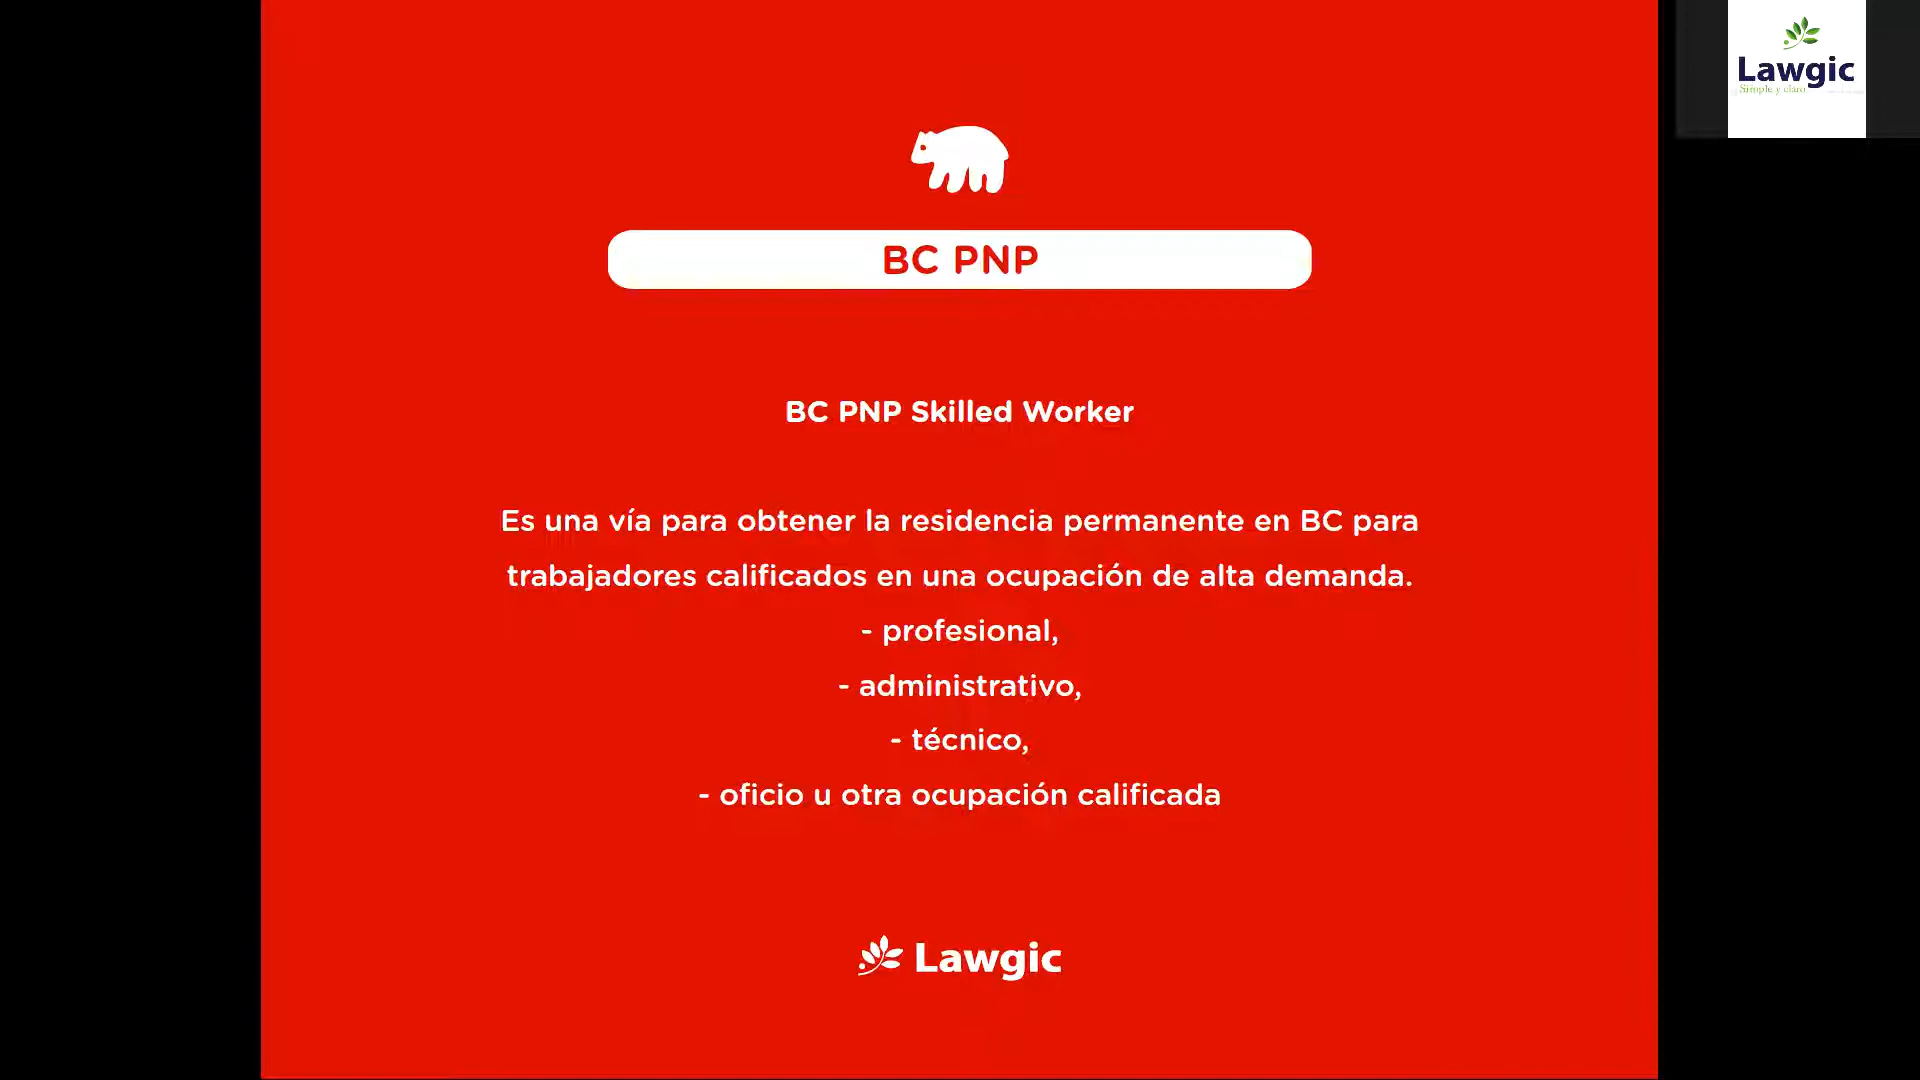 Lawgic
Simple y claro
BC PNP
BC PNP Skilled Worker
Es una vía para obtener la residencia permanente en BC para
trabajadores calificados en una ocupación de alta demanda.
- profesional,
- administrativo,
- técnico,
- oficio u otra ocupación calificada
Lawgic